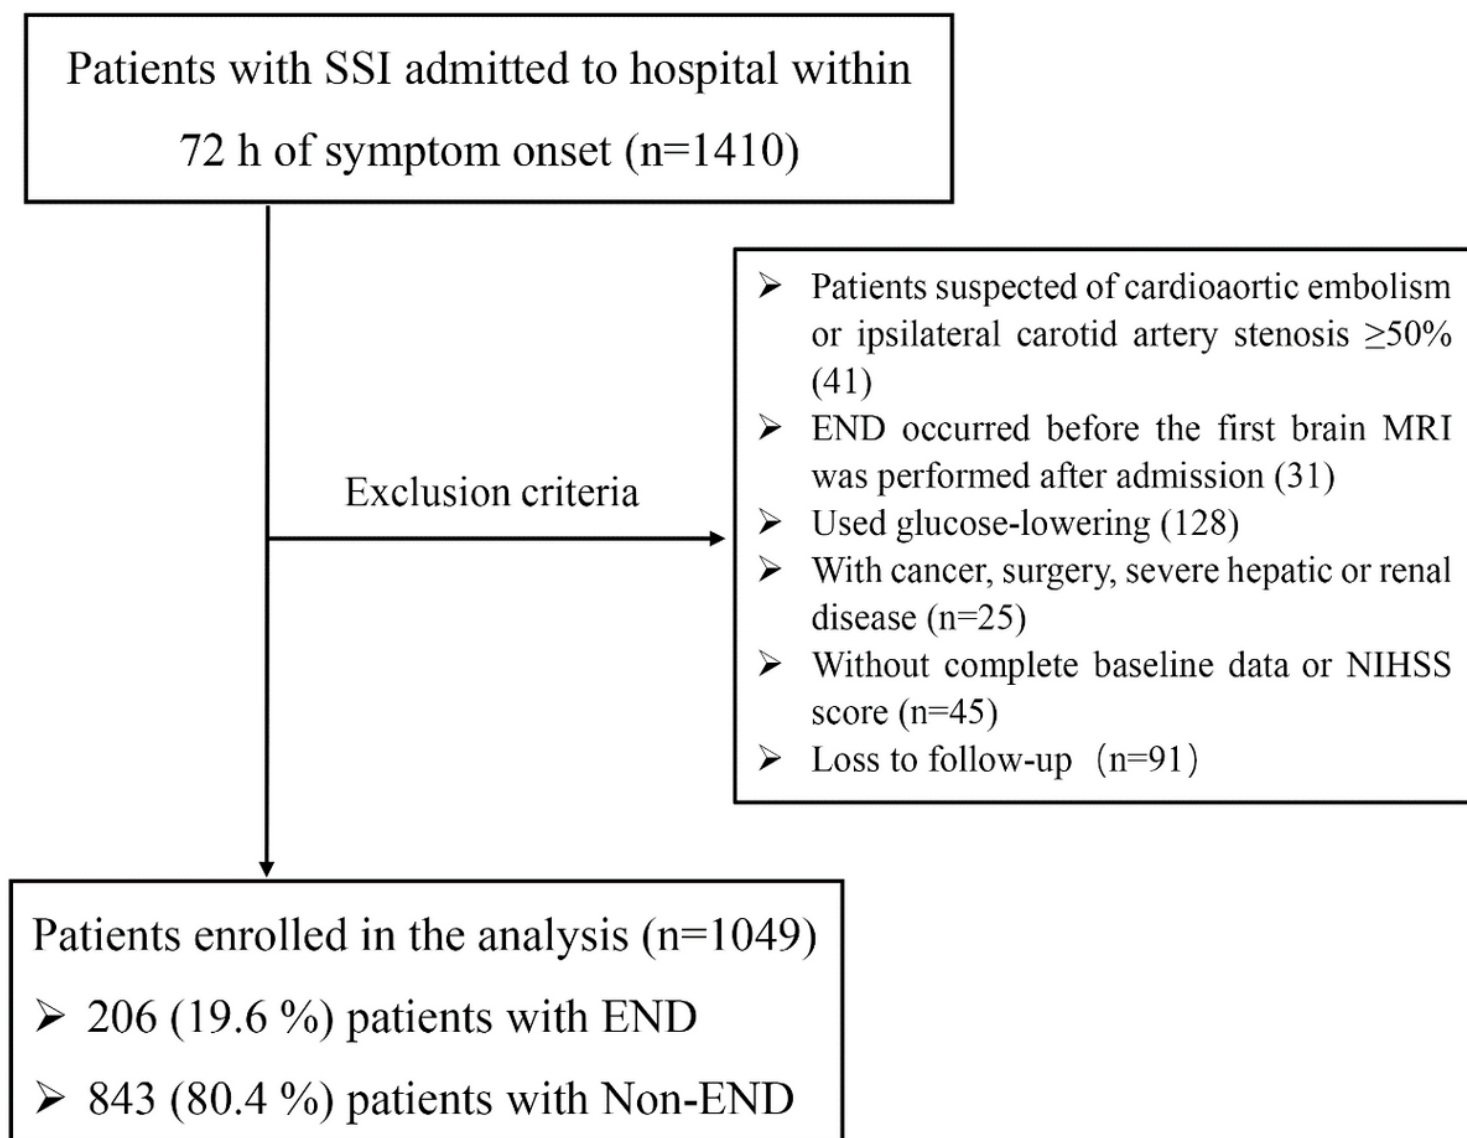 Patients with SSI admitted to hospital within
72 h of symptom onset (n=1410)
Exclusion criteria
➢ Patients suspected of cardioaortic embolism
or ipsilateral carotid artery stenosis ≥50%
(41)
➢ END occurred before the first brain MRI
was performed after admission (31)
➢ Used glucose-lowering (128)
➢ With cancer, surgery, severe hepatic or renal
disease (n=25)
➢ Without complete baseline data or NIHSS
score (n=45)
➢ Loss to follow-up（n=91）
Patients enrolled in the analysis (n=1049)
➢ 206 (19.6 %) patients with END
➢ 843 (80.4 %) patients with Non-END